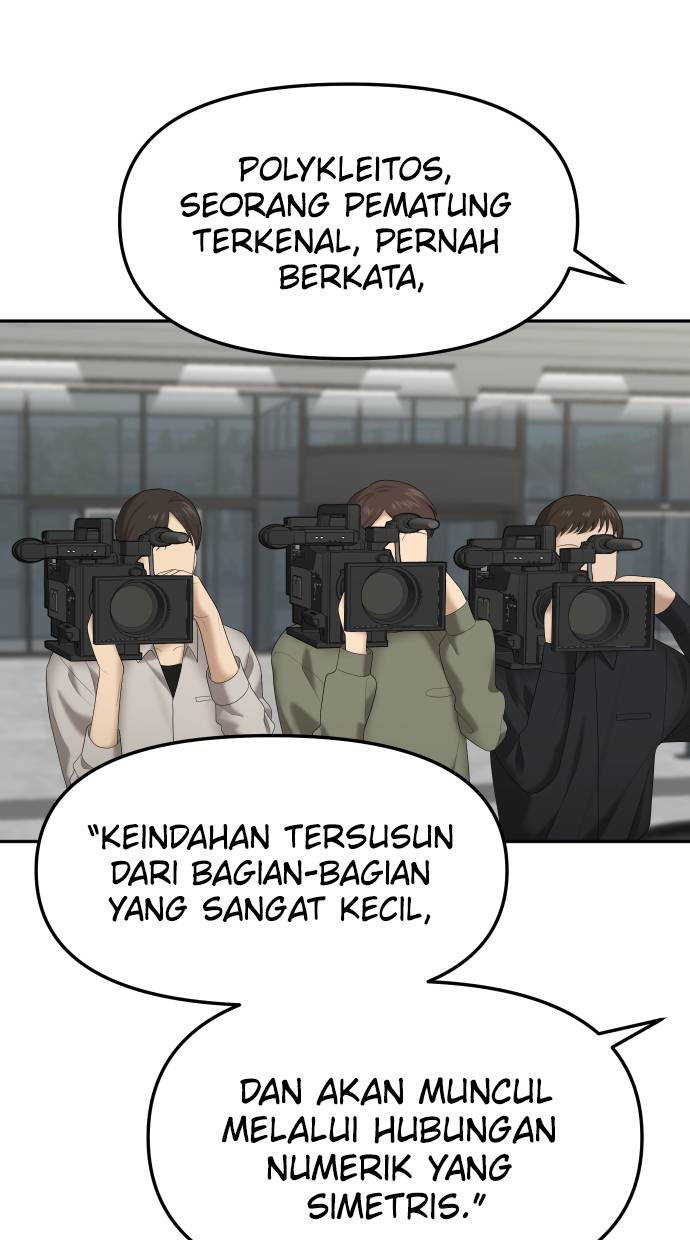 POLYKLEITOS,
SEORANG PEMATUNG
TERKENAL, PERNAH
BERKATA,
"KEINDAHAN TERSUSUN
DARI BAGIAN-BAGIAN
YANG SANGAT KECIL,
DAN AKAN MUNCUL
MELALUI HUBUNGAN
NUMERIK YANG
SIMETRIS."